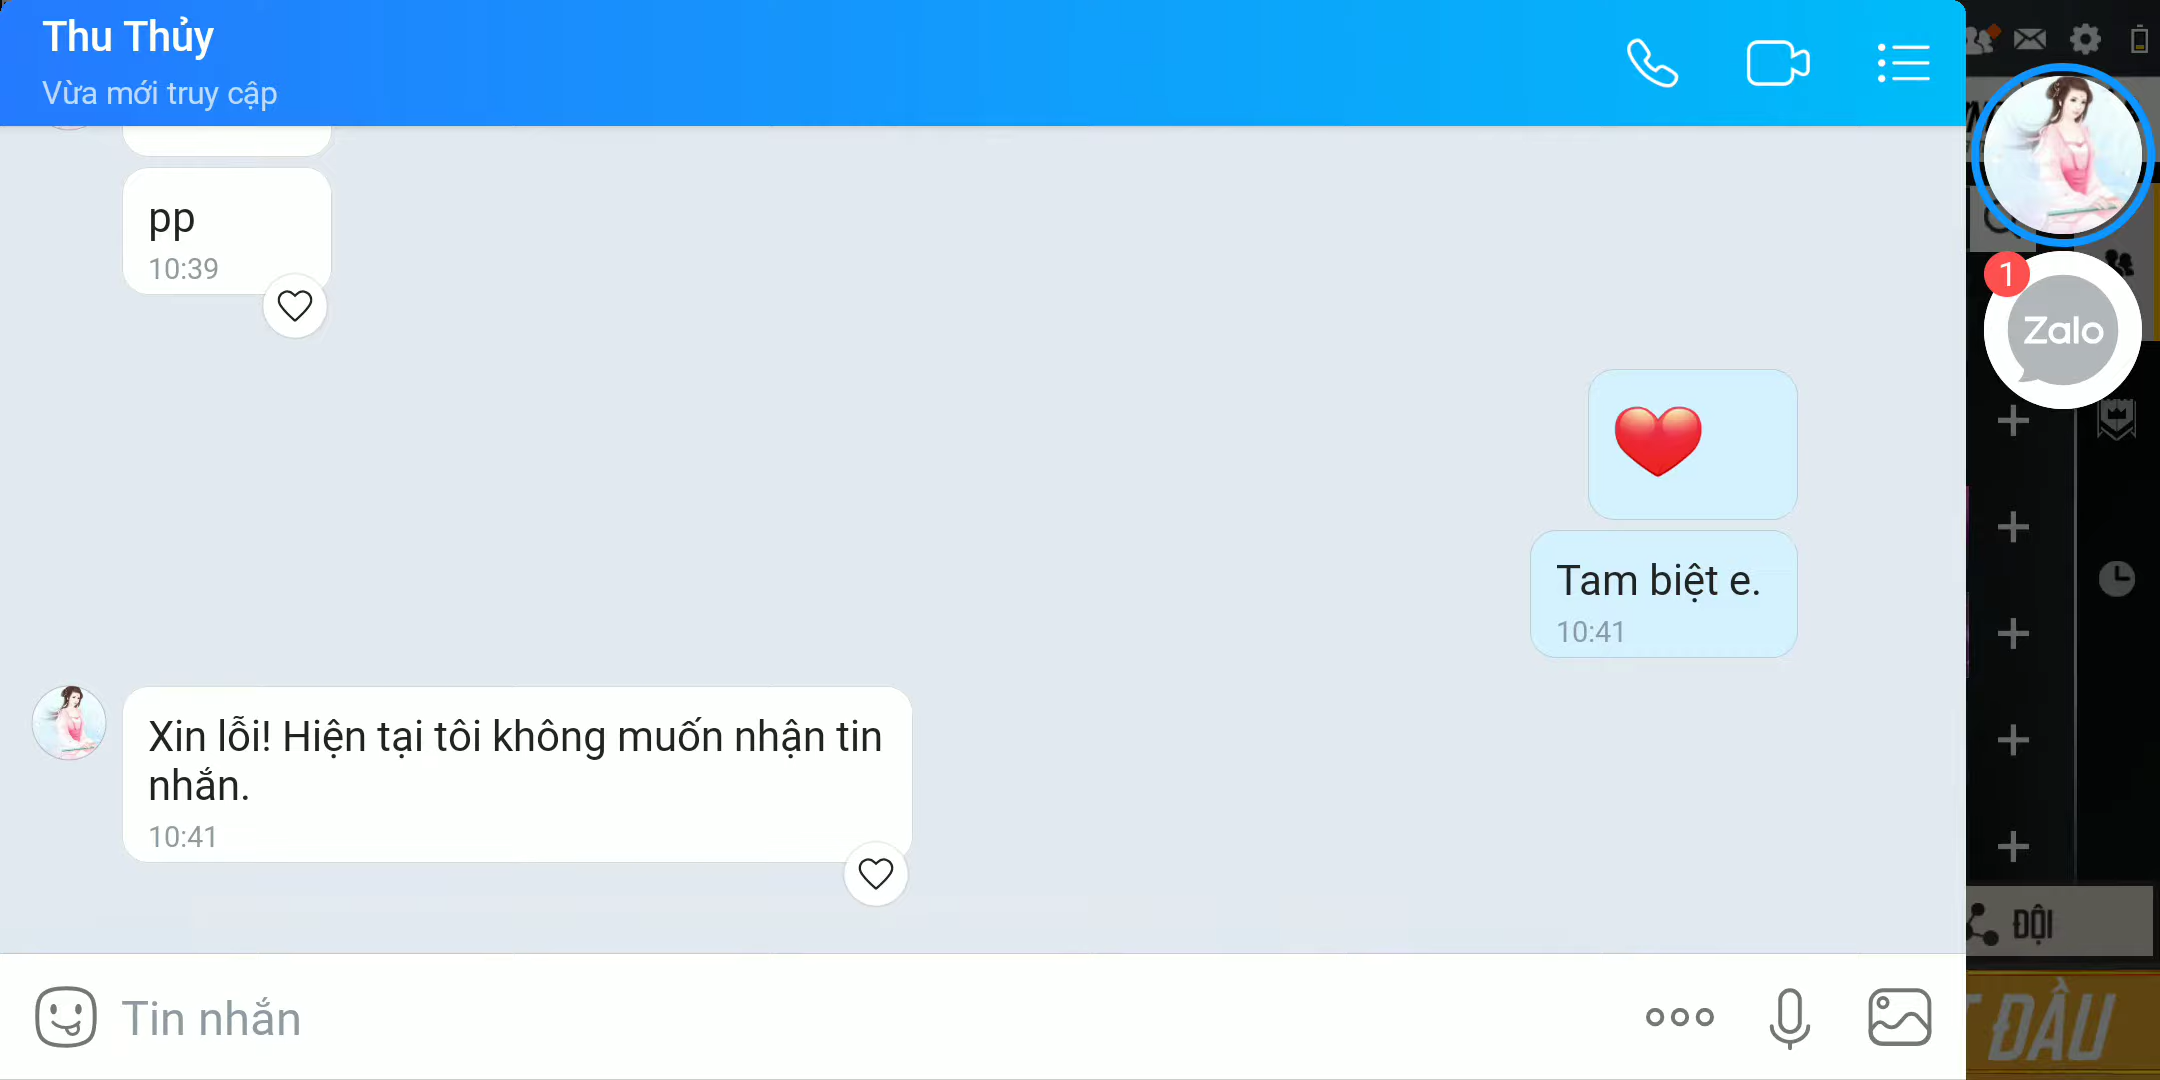 Thu Thủy
Vừa mới truy cập
pp
10:39
❤️
Tam biệt e.
10:41
Xin lỗi! Hiện tại tôi không muốn nhận tin
nhắn.
10:41
Tin nhắn
1
Zalo
ĐỘI
ĐẦU